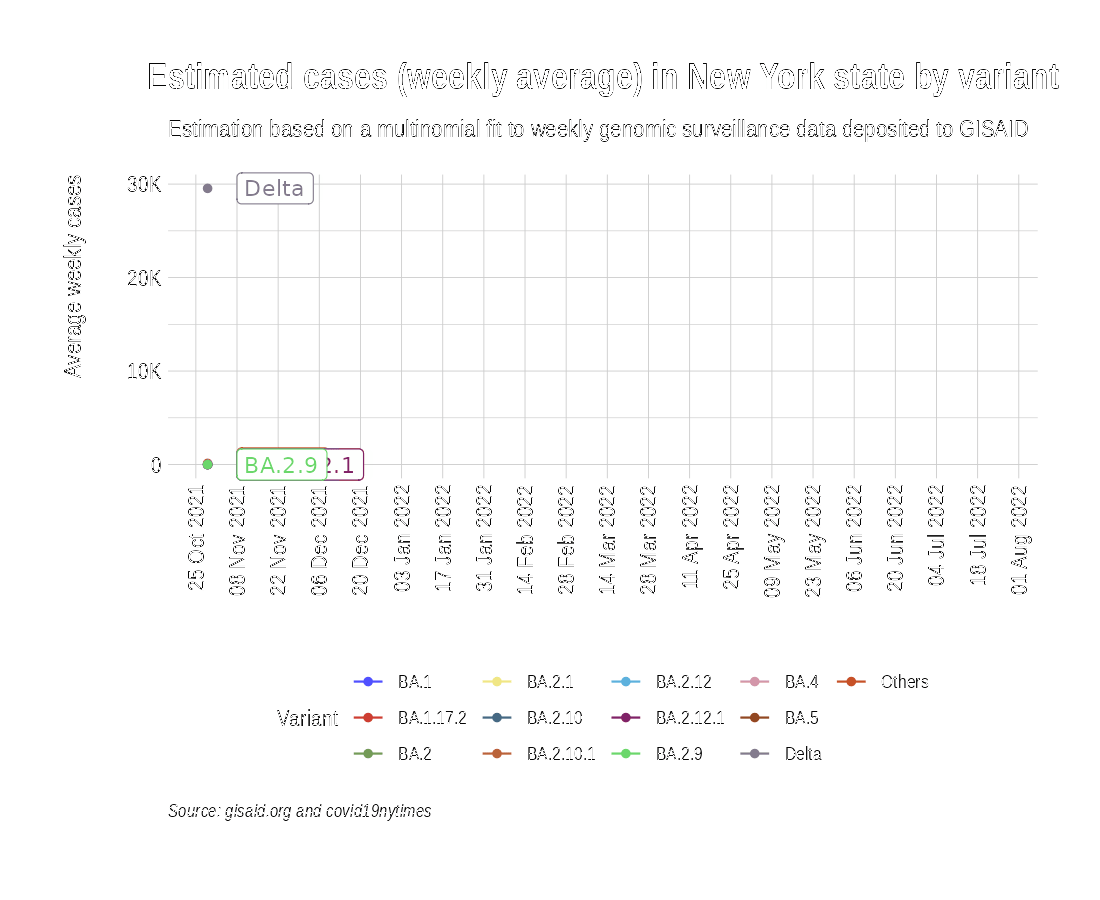 Estimated cases (weekly average) in New York state by variant
Estimation based on a multinomial fit to weekly genomic surveillance data deposited to GISAID
Average weekly cases
30K
20K
10K
0
Delta
BA.2.9
2.1
25 Oct 2021
08 Nov 2021
22 Nov 2021
06 Dec 2021
20 Dec 2021
03 Jan 2022
17 Jan 2022
31 Jan 2022
14 Feb 2022
28 Feb 2022
14 Mar 2022
28 Mar 2022
11 Apr 2022
25 Apr 2022
09 May 2022
23 May 2022
06 Jun 2022
20 Jun 2022
04 Jul 2022
18 Jul 2022
01 Aug 2022
Variant
BA.1 BA.2.1 BA.2.12 BA.4 Others
BA.1.17.2 BA.2.10 BA.2.12.1 BA.5
BA.2 BA.2.10.1 BA.2.9 Delta
Source: gisaid.org and covid19nytimes